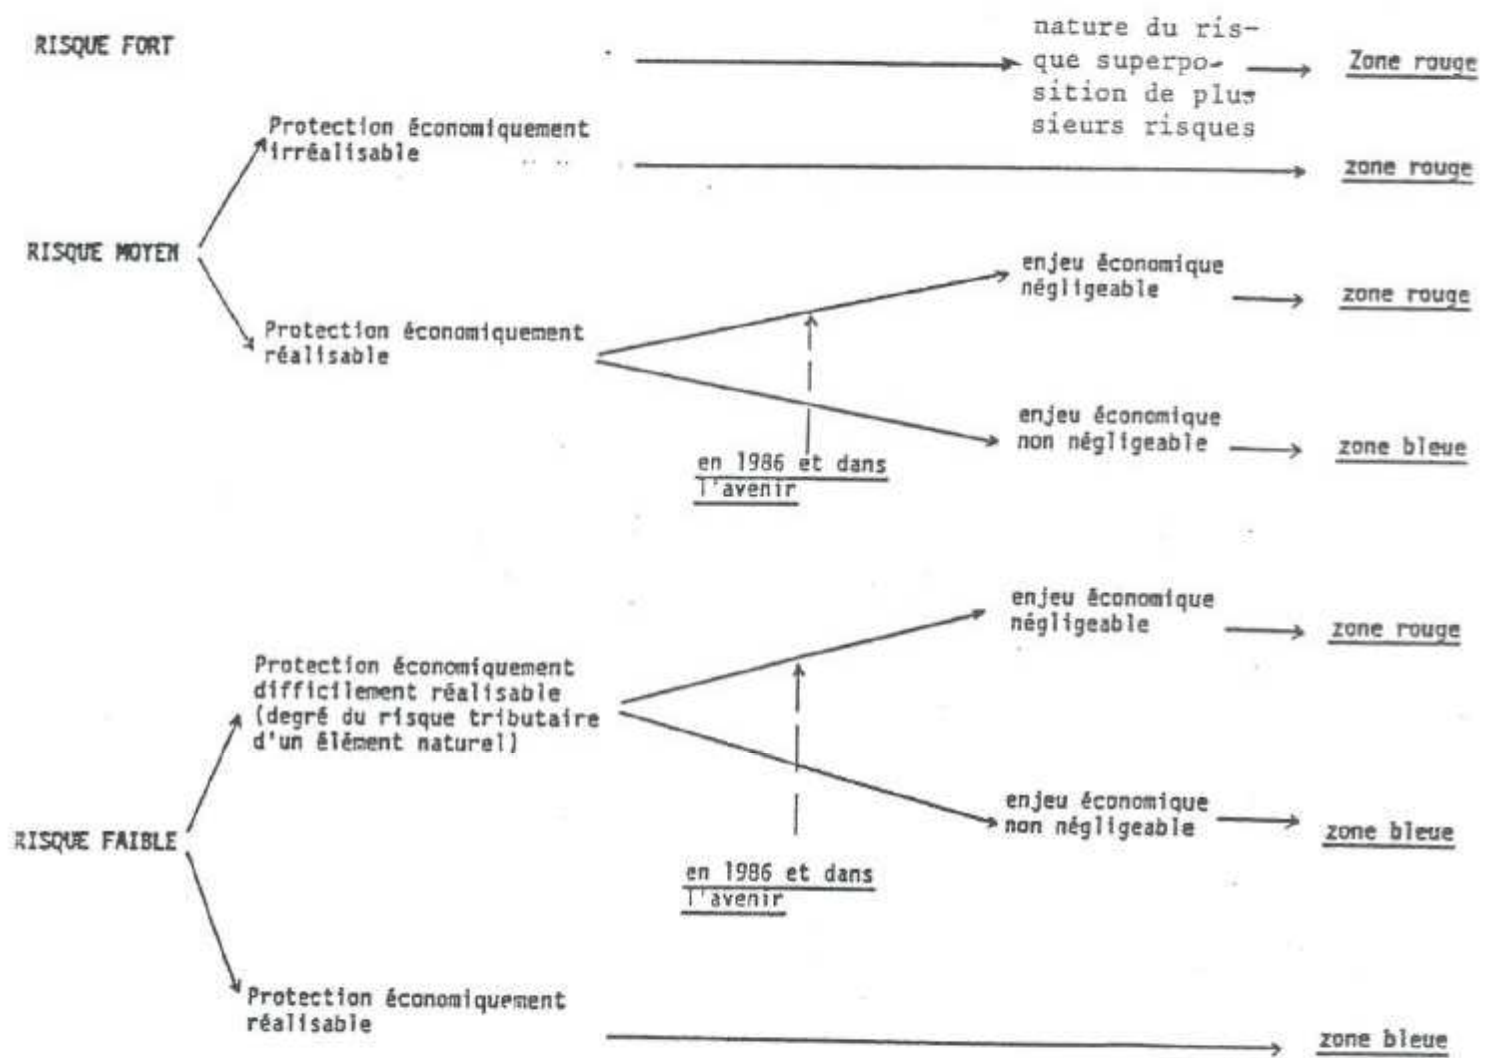 RISQUE FORT
nature du ris-
que superpo-
sition de plus
sieurs risques
Zone rouge
Protection économiquement
irréalisable
zone rouge
RISQUE MOYEN
enjeu économique
négligeable
zone rouge
Protection économiquement
réalisable
enjeu économique
non négligeable
zone bleue
en 1986 et dans
l'avenir
enjeu économique
négligeable
zone rouge
Protection économiquement
difficilement réalisable
(degré du risque tributaire
d'un élément naturel)
enjeu économique
non négligeable
zone bleue
RISQUE FAIBLE
en 1986 et dans
l'avenir
Protection économiquement
réalisable
zone bleue